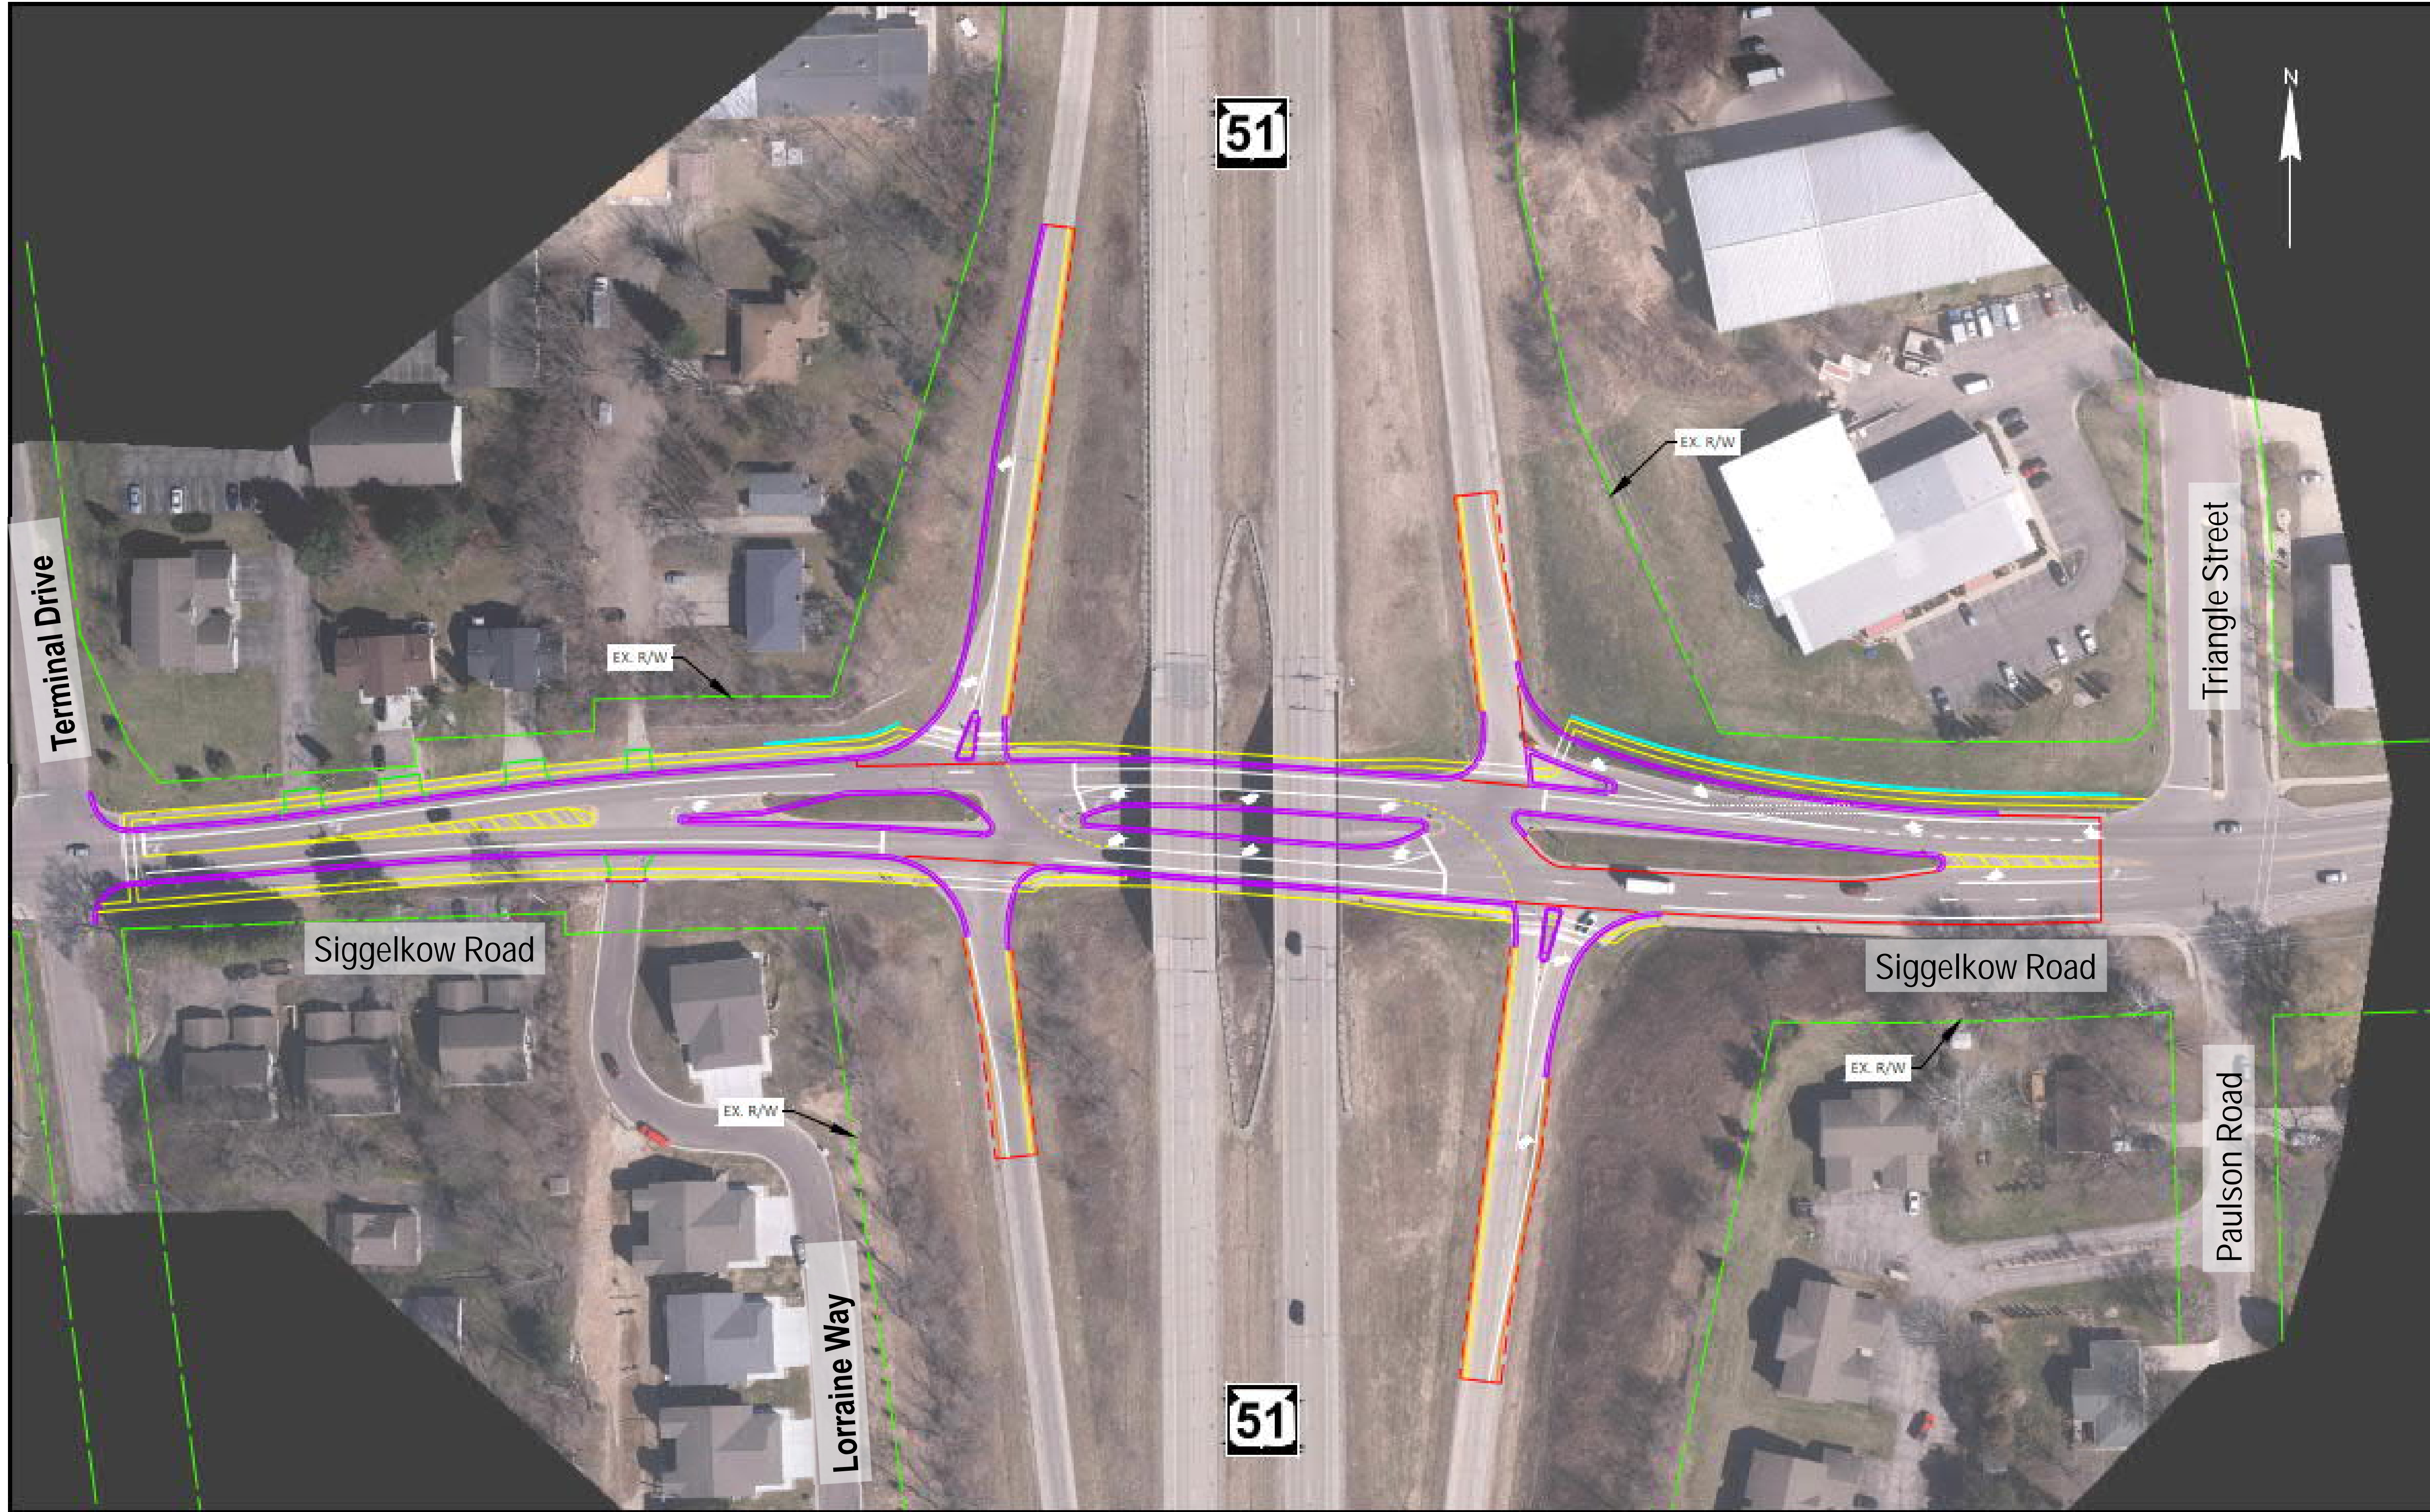 51
N
EX. R/W
Triangle Street
Terminal Drive
EX. R/W
Siggelkow Road
Siggelkow Road
EX. R/W
EX. R/W
Paulson Road
Lorraine Way
51